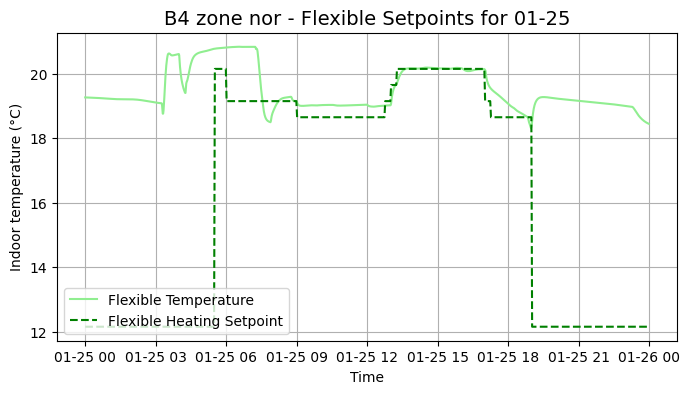 B4 zone nor - Flexible Setpoints for 01-25
Indoor temperature (°C)
20
18
16
14
12
Flexible Temperature
Flexible Heating Setpoint
01-25 00 01-25 03 01-25 06 01-25 09 01-25 12 01-25 15 01-25 18 01-25 21 01-26 00
Time